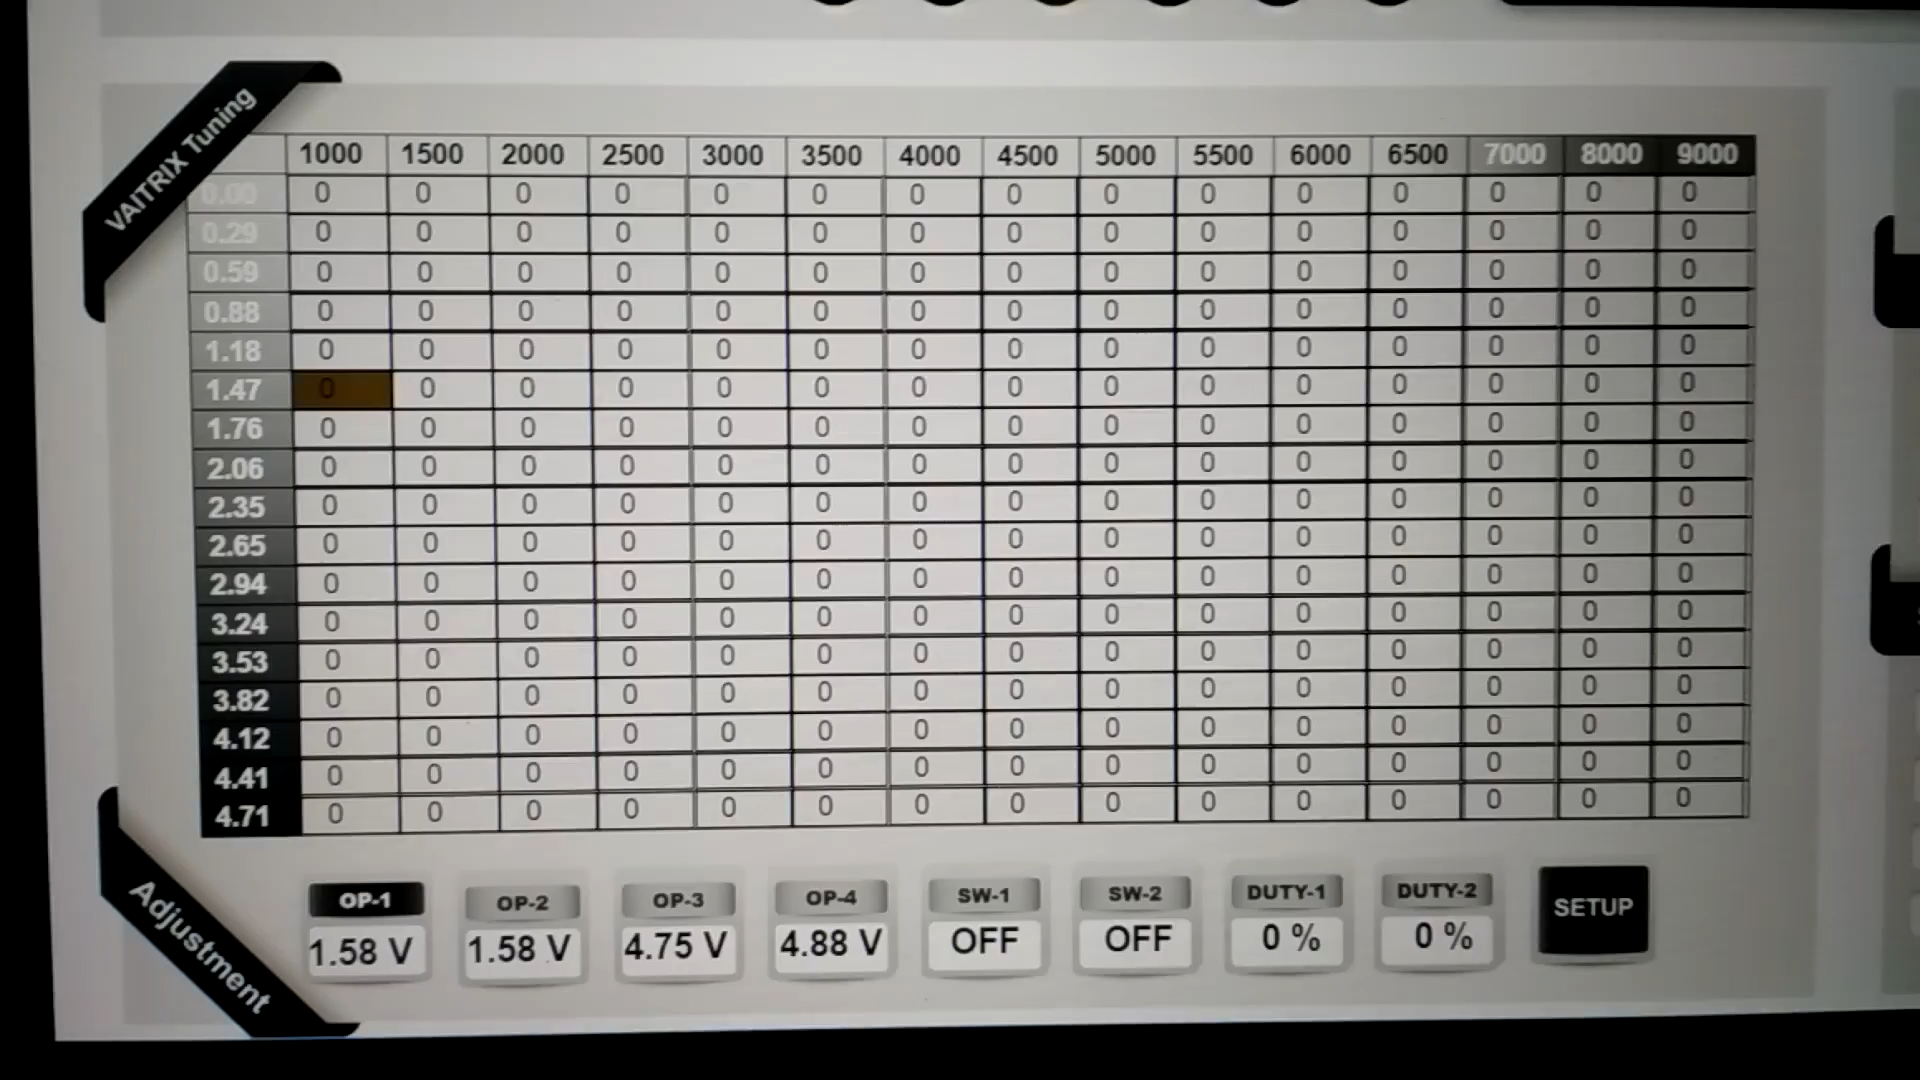 VAITRIX Tuning
1000 1500 2000 2500 3000 3500 4000 4500 5000 5500 6000 6500 7000 8000 9000
0.00 0 0 0 0 0 0 0 0 0 0 0 0 0 0 0
0.29 0 0 0 0 0 0 0 0 0 0 0 0 0 0 0
0.59 0 0 0 0 0 0 0 0 0 0 0 0 0 0 0
0.88 0 0 0 0 0 0 0 0 0 0 0 0 0 0 0
1.18 0 0 0 0 0 0 0 0 0 0 0 0 0 0 0
1.47 0 0 0 0 0 0 0 0 0 0 0 0 0 0 0
1.76 0 0 0 0 0 0 0 0 0 0 0 0 0 0 0
2.06 0 0 0 0 0 0 0 0 0 0 0 0 0 0 0
2.35 0 0 0 0 0 0 0 0 0 0 0 0 0 0 0
2.65 0 0 0 0 0 0 0 0 0 0 0 0 0 0 0
2.94 0 0 0 0 0 0 0 0 0 0 0 0 0 0 0
3.24 0 0 0 0 0 0 0 0 0 0 0 0 0 0 0
3.53 0 0 0 0 0 0 0 0 0 0 0 0 0 0 0
3.82 0 0 0 0 0 0 0 0 0 0 0 0 0 0 0
4.12 0 0 0 0 0 0 0 0 0 0 0 0 0 0 0
4.41 0 0 0 0 0 0 0 0 0 0 0 0 0 0 0
4.71 0 0 0 0 0 0 0 0 0 0 0 0 0 0 0
Adjustment
OP-1 OP-2 OP-3 OP-4 SW-1 SW-2 DUTY-1 DUTY-2 SETUP
1.58 V 1.58 V 4.75 V 4.88 V OFF OFF 0 % 0 %